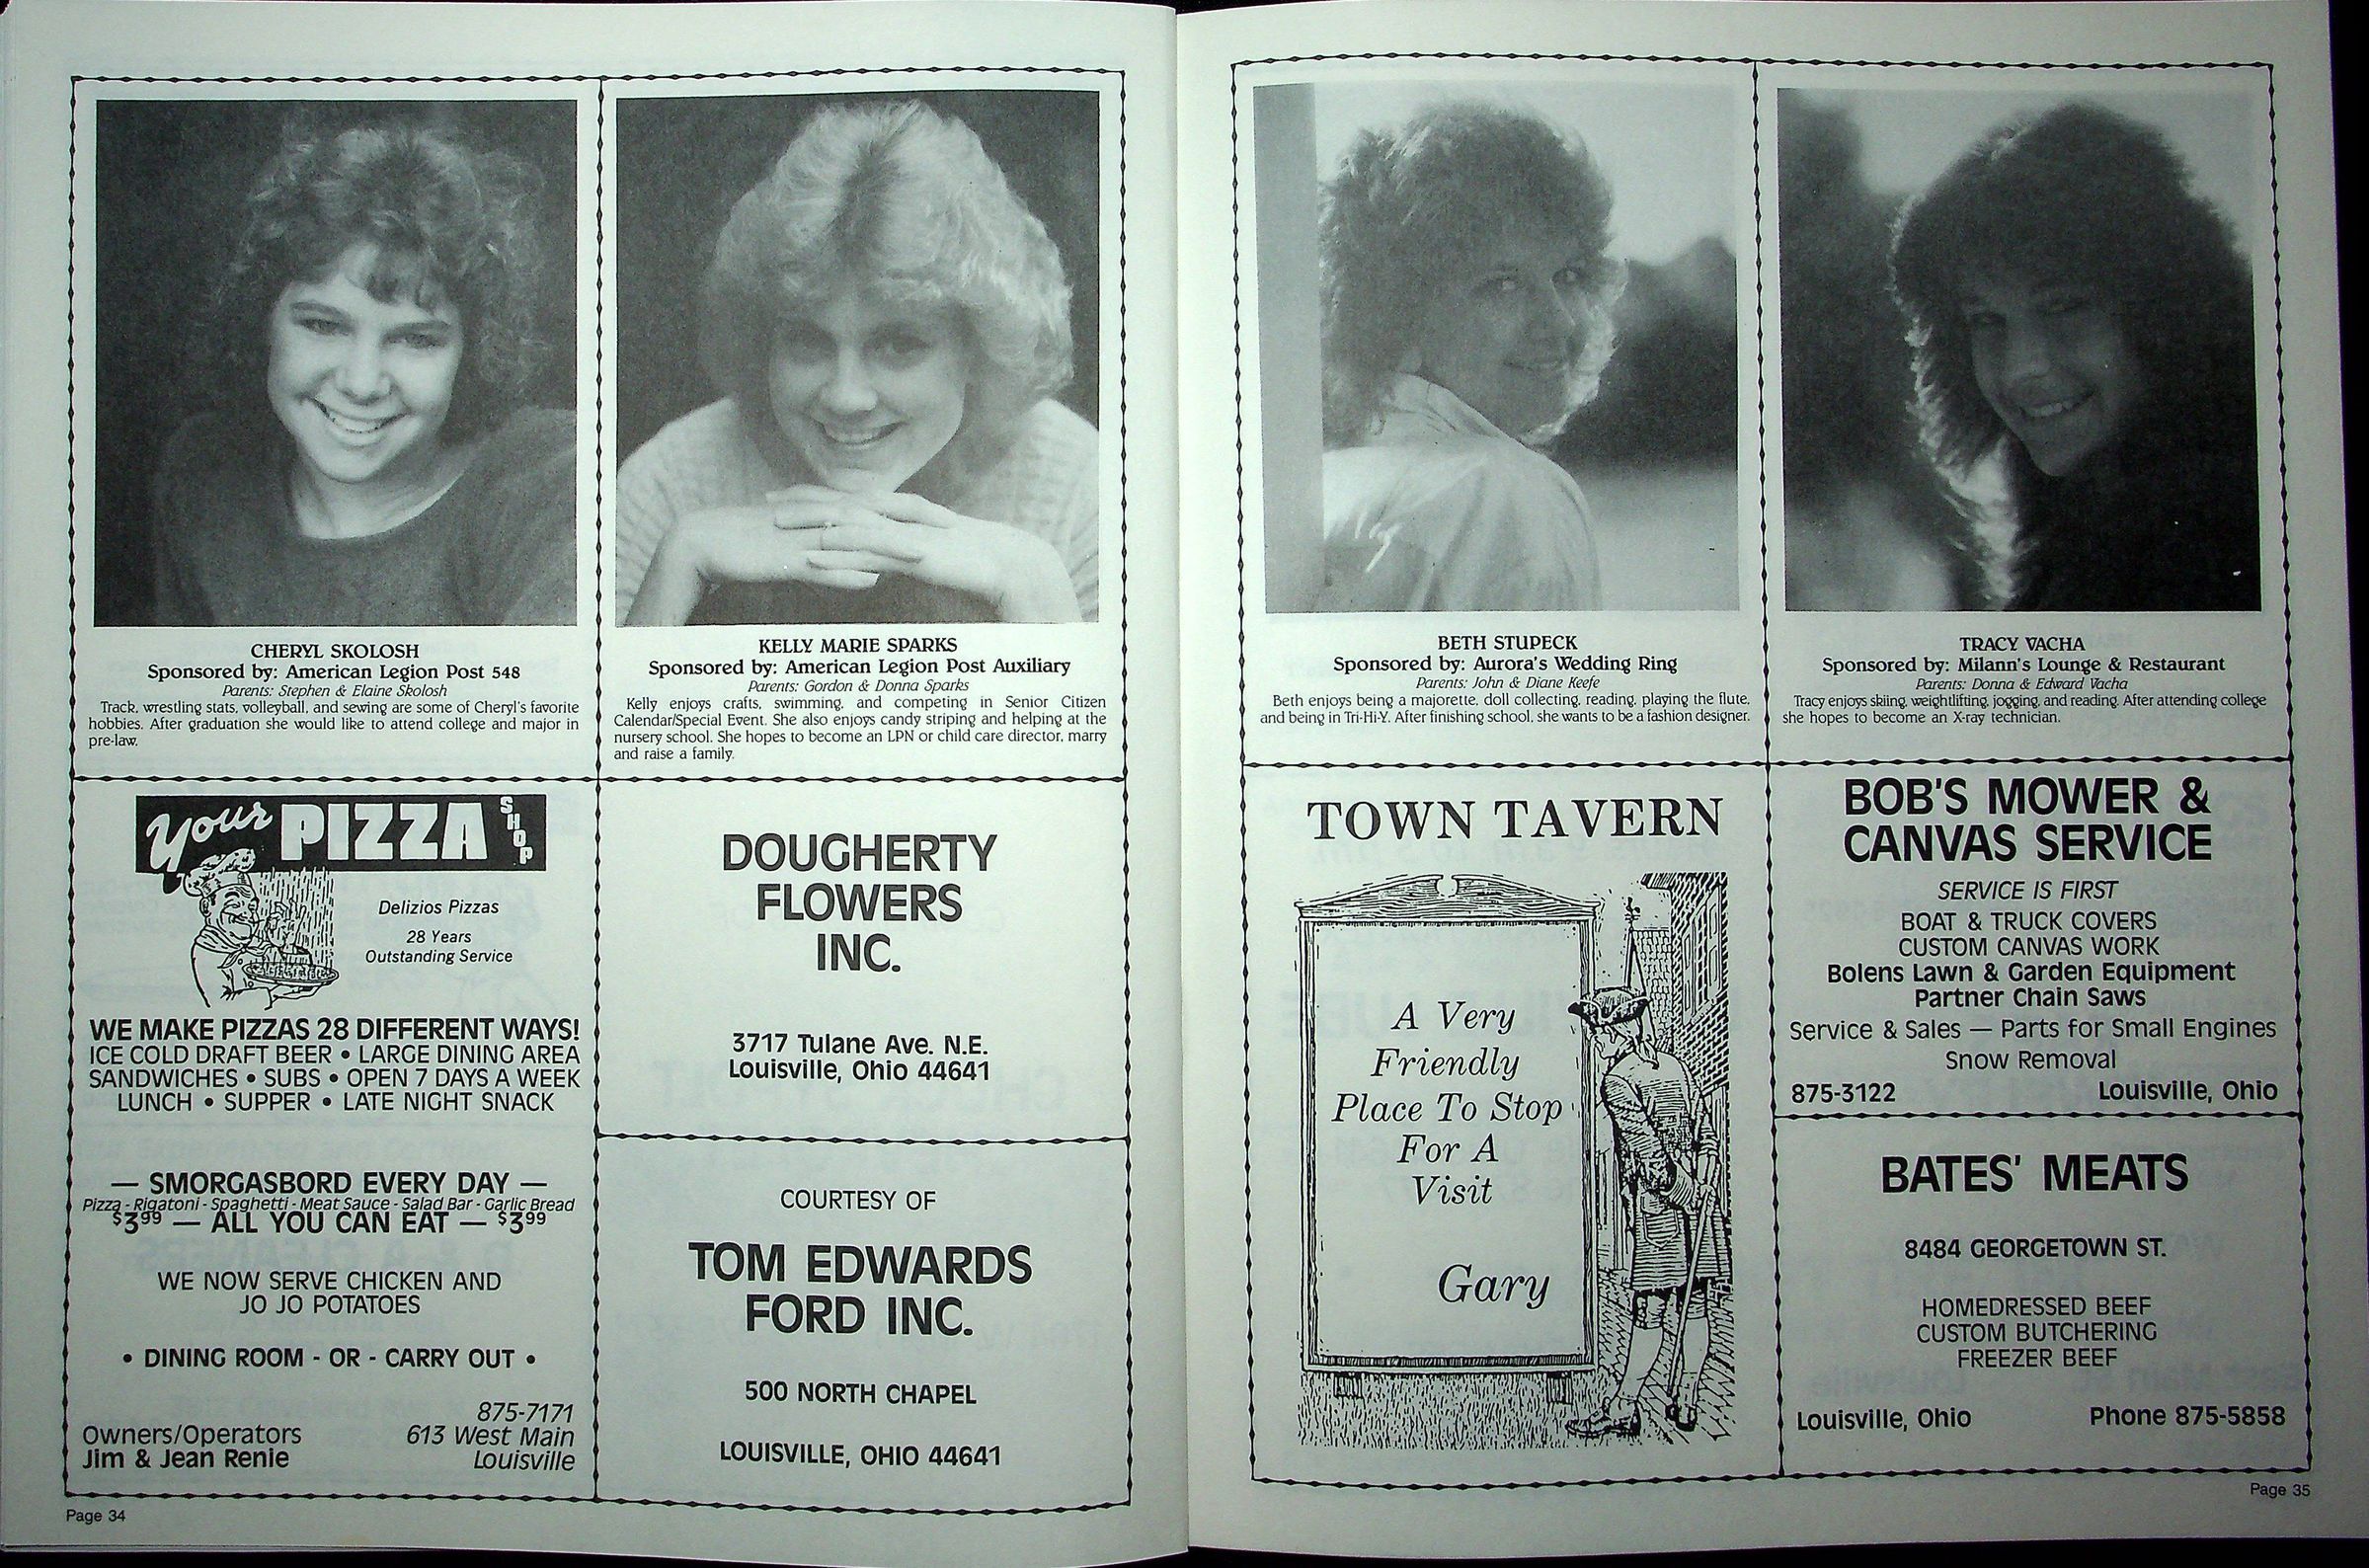 CHERYL SKOLOSH
Sponsored by: American Legion Post 548
Parents: Stephen & Elaine Skolosh
Track, wrestling stats, volleyball, and sewing are some of Cheryl's favorite
hobbies. After graduation she would like to attend college and major in
pre-law.
KELLY MARIE SPARKS
Sponsored by: American Legion Post Auxiliary
Parents: Gordon & Donna Sparks
Kelly enjoys crafts, swimming, and competing in Senior Citizen
Calendar/Special Event. She also enjoys candy striping and helping at the
nursery school. She hopes to become an LPN or child care director, marry
and raise a family.
Your PIZZA SHOP
Delizios Pizzas
28 Years
Outstanding Service
WE MAKE PIZZAS 28 DIFFERENT WAYS!
ICE COLD DRAFT BEER • LARGE DINING AREA
SANDWICHES • SUBS • OPEN 7 DAYS A WEEK
LUNCH • SUPPER • LATE NIGHT SNACK
— SMORGASBORD EVERY DAY —
Pizza - Rigatoni - Spaghetti - Meat Sauce - Salad Bar - Garlic Bread
$3.99 — ALL YOU CAN EAT — $3.99
WE NOW SERVE CHICKEN AND
JO JO POTATOES
• DINING ROOM - OR - CARRY OUT •
875-7171
Owners/Operators 613 West Main
Jim & Jean Renie Louisville
DOUGHERTY
FLOWERS
INC.
3717 Tulane Ave. N.E.
Louisville, Ohio 44641
COURTESY OF
TOM EDWARDS
FORD INC.
500 NORTH CHAPEL
LOUISVILLE, OHIO 44641
Page 34
BETH STUPECK
Sponsored by: Aurora's Wedding Ring
Parents: John & Diane Keefe
Beth enjoys being a majorette, doll collecting, reading, playing the flute,
and being in Tri-Hi-Y. After finishing school, she wants to be a fashion designer.
TRACY VACHA
Sponsored by: Milann's Lounge & Restaurant
Parents: Donna & Edward Vacha
Tracy enjoys skiing, weightlifting, jogging, and reading. After attending college
she hopes to become an X-ray technician.
TOWN TAVERN
A Very
Friendly
Place To Stop
For A
Visit
Gary
BOB'S MOWER &
CANVAS SERVICE
SERVICE IS FIRST
BOAT & TRUCK COVERS
CUSTOM CANVAS WORK
Bolens Lawn & Garden Equipment
Partner Chain Saws
Service & Sales — Parts for Small Engines
Snow Removal
875-3122 Louisville, Ohio
BATES' MEATS
8484 GEORGETOWN ST.
HOMEDRESSED BEEF
CUSTOM BUTCHERING
FREEZER BEEF
Louisville, Ohio Phone 875-5858
Page 35